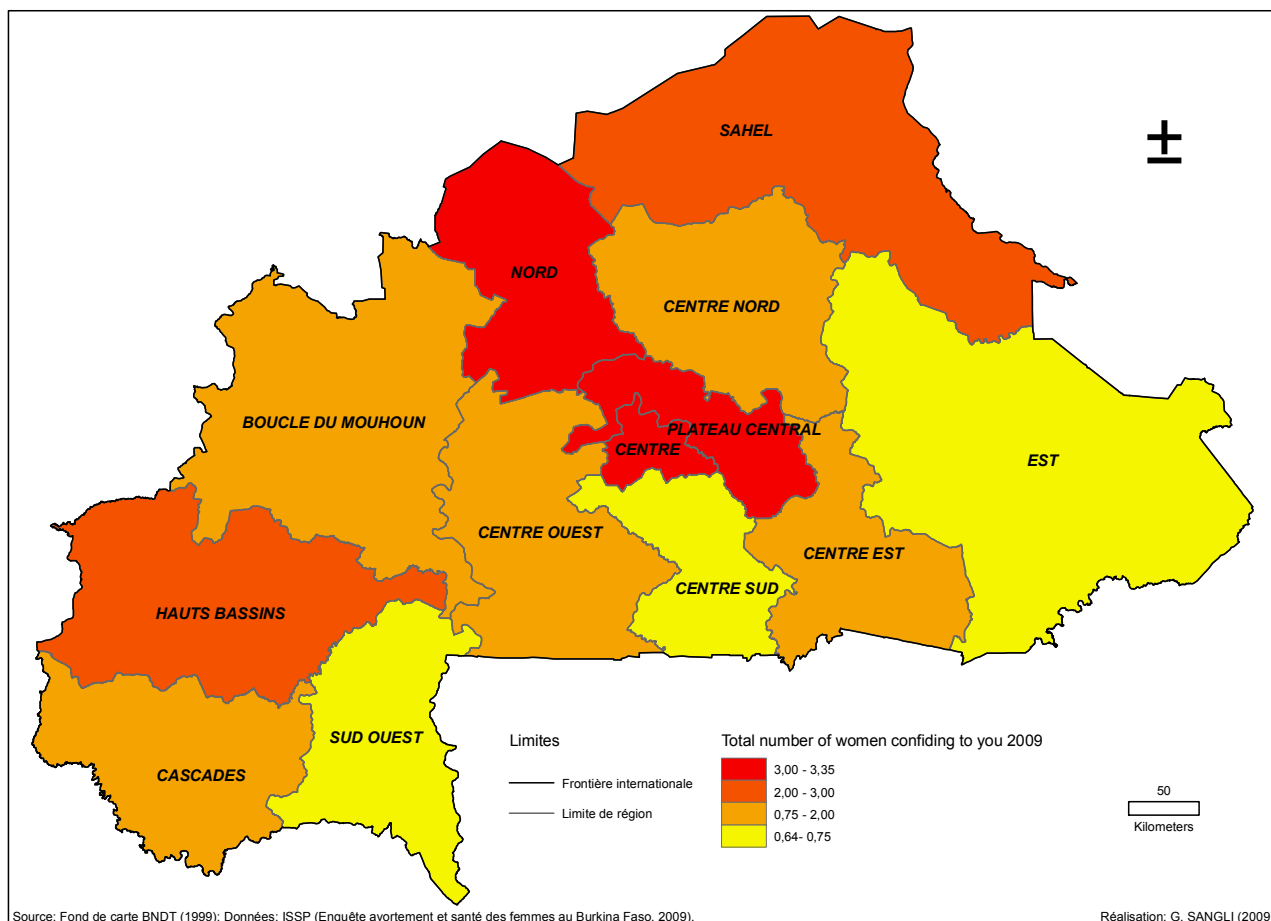 SAHEL
±
NORD
CENTRE NORD
BOUCLE DU MOUHOUN
PLATEAU CENTRAL
CENTRE
EST
CENTRE OUEST
CENTRE EST
CENTRE SUD
HAUTS BASSINS
SUD OUEST
CASCADES
Limites
Frontière internationale
Limite de région
Total number of women confiding to you 2009
3,00 - 3,35
2,00 - 3,00
0,75 - 2,00
0,64- 0,75
50
Kilometers
Source: Fond de carte BNDT (1999); Données: ISSP (Enquête avortement et santé des femmes au Burkina Faso, 2009).
Réalisation: G. SANGLI (2009